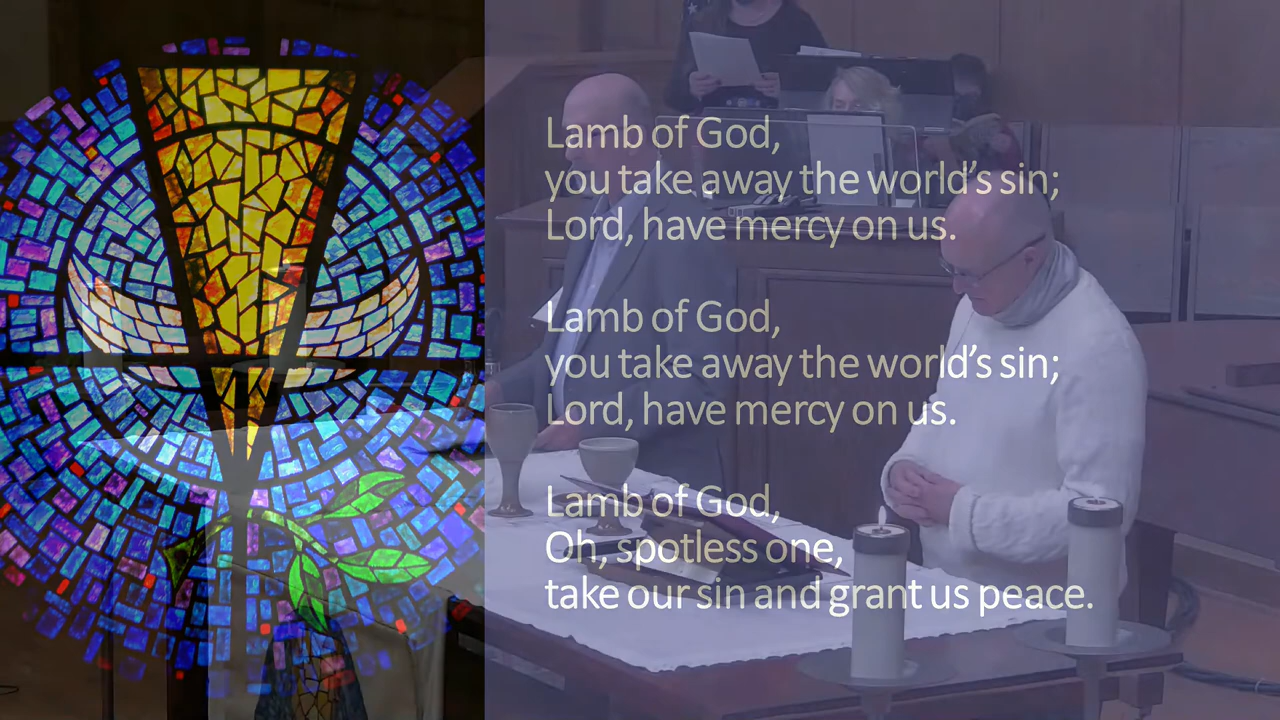 Lamb of God,
you take away the world’s sin;
Lord, have mercy on us.
Lamb of God,
you take away the world’s sin;
Lord, have mercy on us.
Lamb of God,
Oh, spotless one,
take our sin and grant us peace.